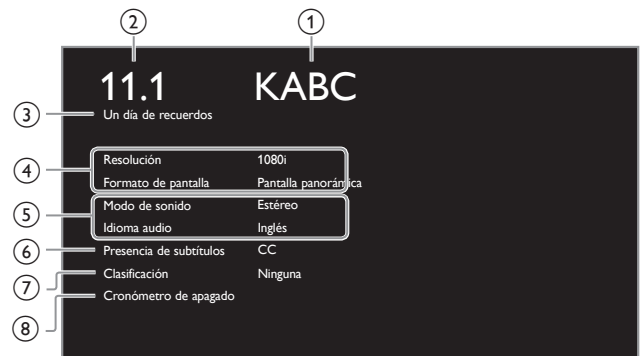 ② ①
11.1 KABC
③ Un día de recuerdos
④ Resolución 1080i
Formato de pantalla Pantalla panorámica
⑤ Modo de sonido Estéreo
Idioma audio Inglés
⑥ Presencia de subtítulos CC
⑦ Clasificación Ninguna
⑧ Cronómetro de apagado